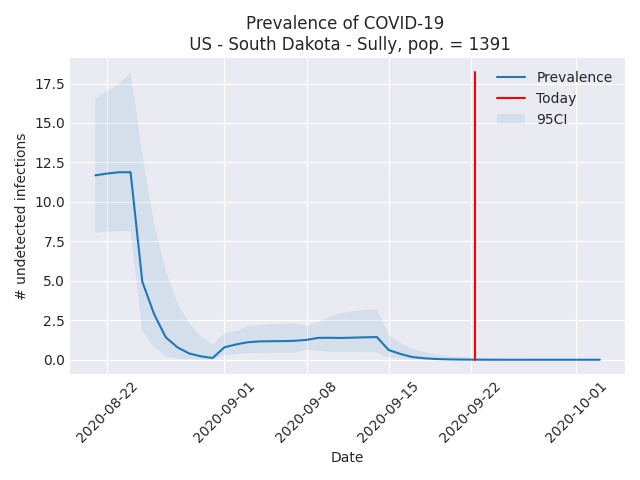 Prevalence of COVID-19
US - South Dakota - Sully, pop. = 1391
Prevalence
Today
95CI
# undetected infections
17.5
15.0
12.5
10.0
7.5
5.0
2.5
0.0
2020-08-22
2020-09-01
2020-09-08
2020-09-15
2020-09-22
2020-10-01
Date